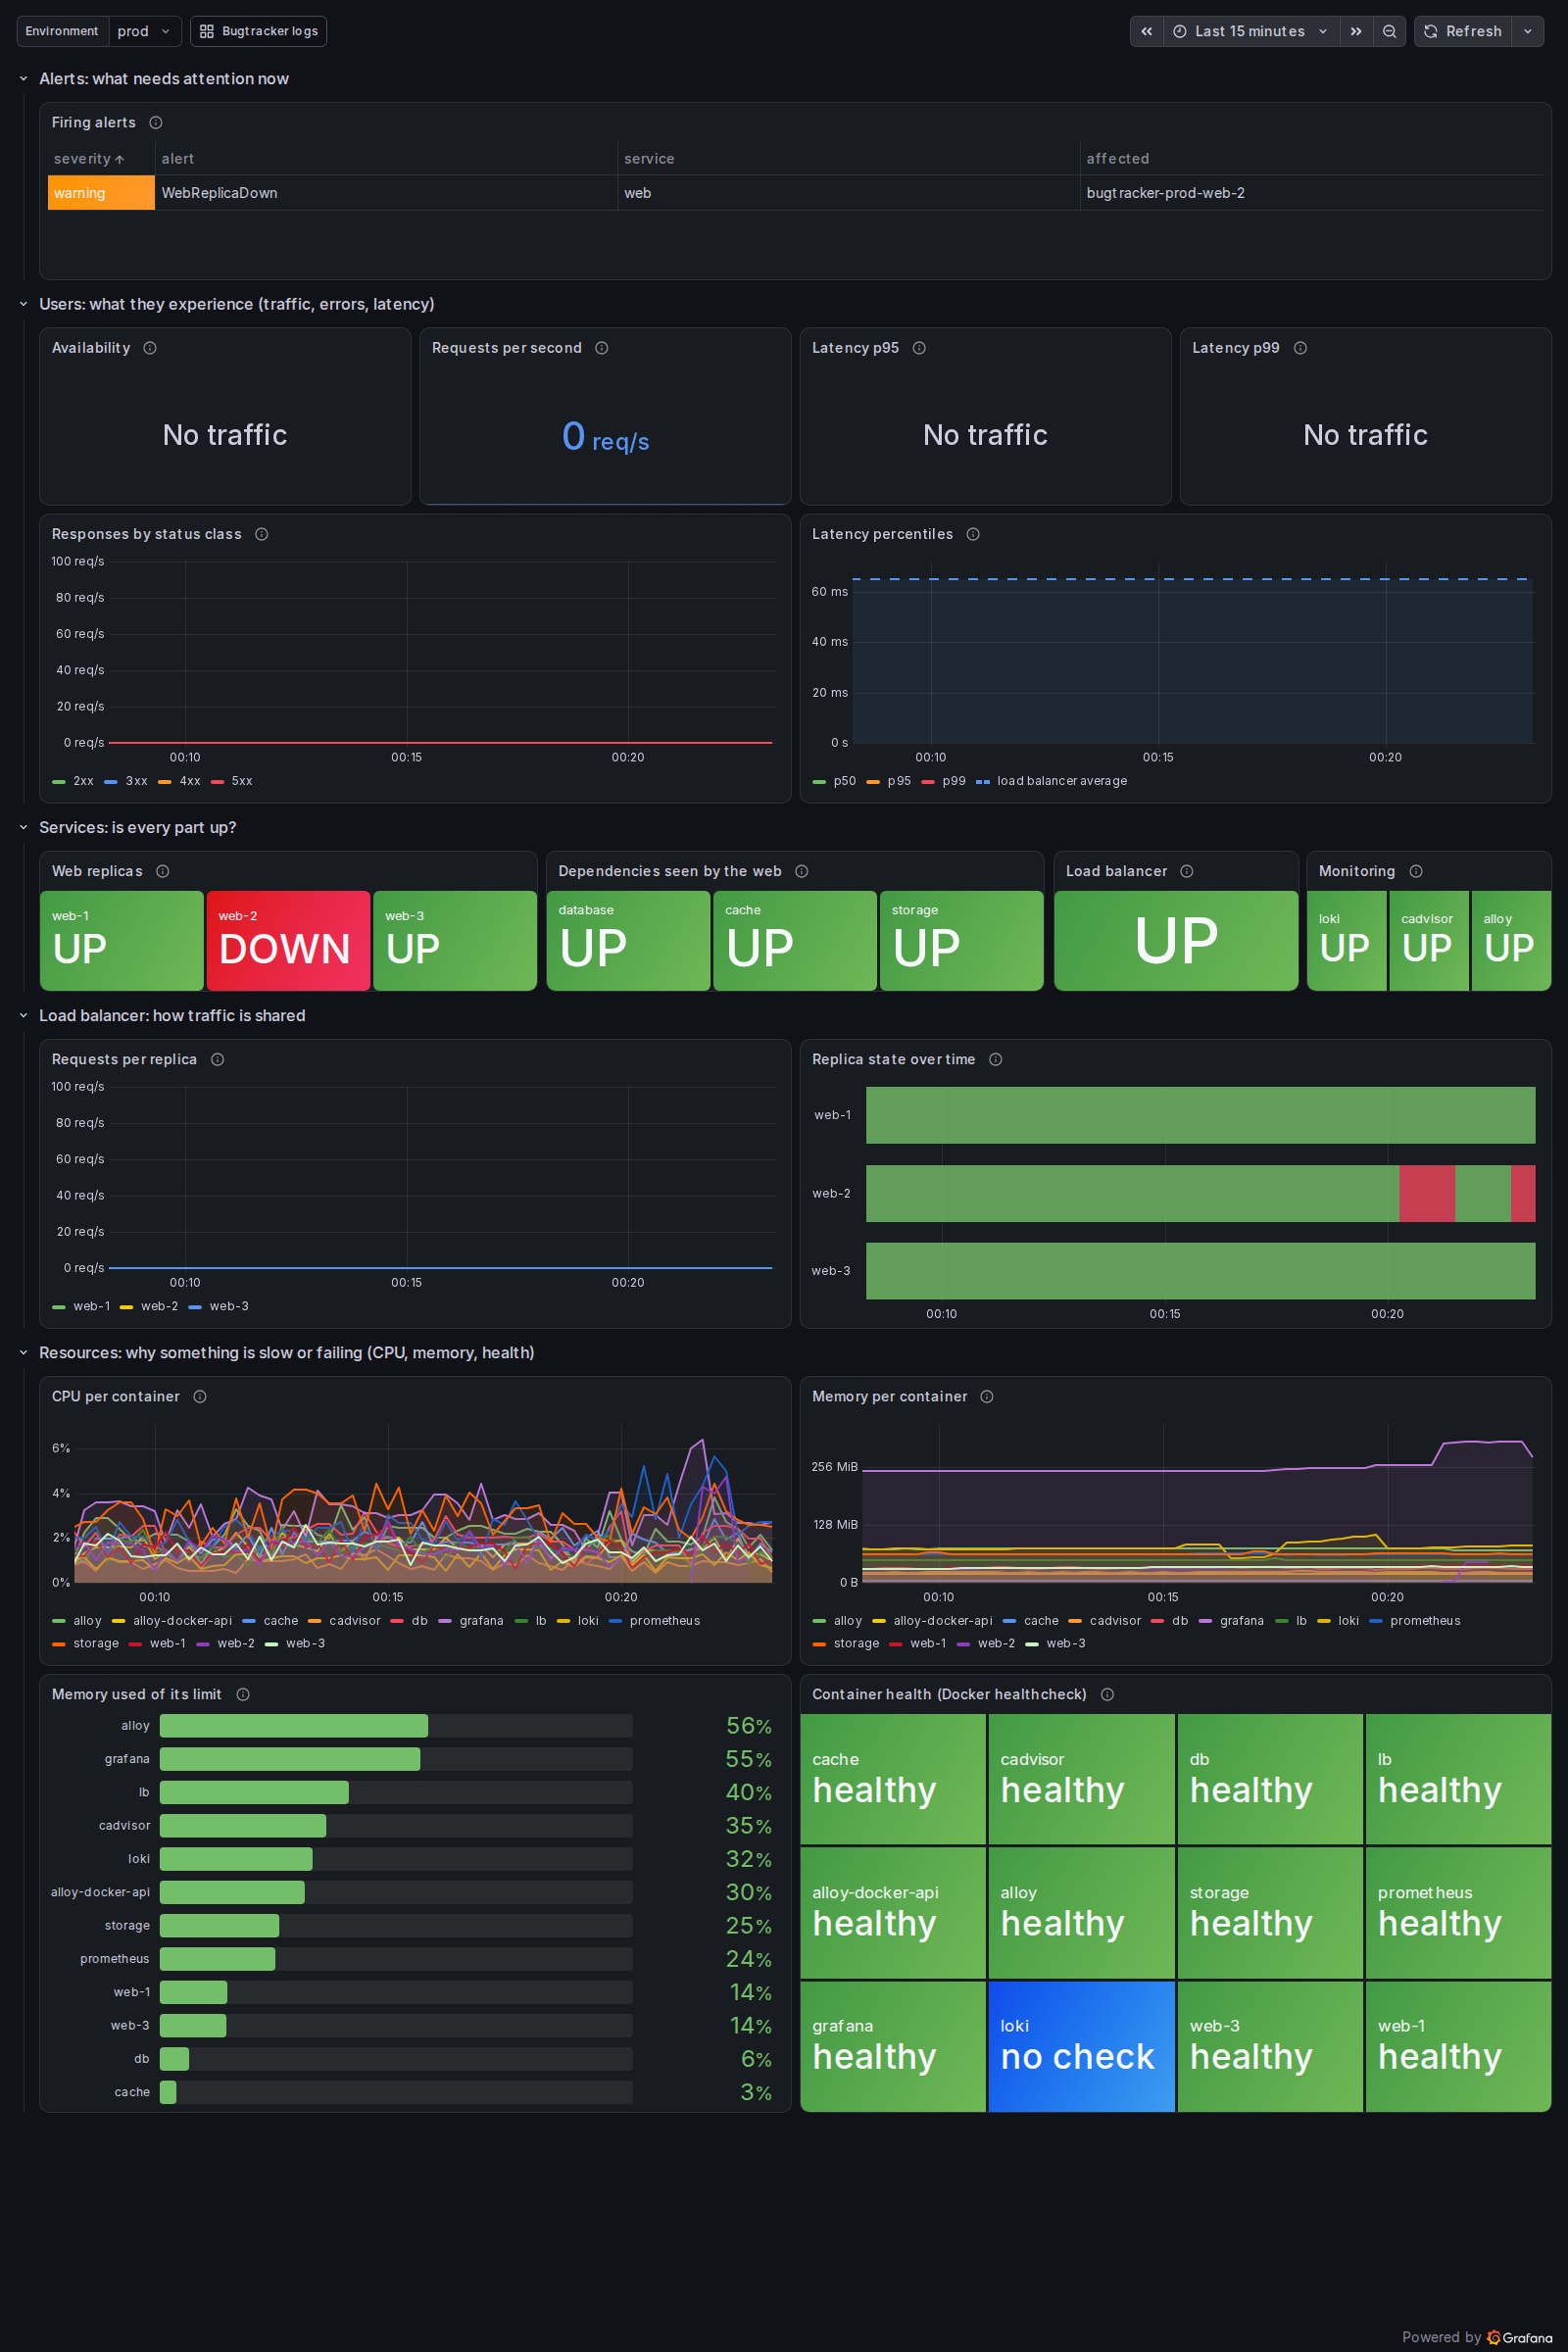 Environment prod Bugtracker logs Last 15 minutes Refresh
Alerts: what needs attention now
Firing alerts
severity alert service affected
warning WebReplicaDown web bugtracker-prod-web-2
Users: what they experience (traffic, errors, latency)
Availability Requests per second Latency p95 Latency p99
No traffic 0 req/s No traffic No traffic
Responses by status class
100 req/s
80 req/s
60 req/s
40 req/s
20 req/s
0 req/s
00:10 00:15 00:20
2xx 3xx 4xx 5xx
Latency percentiles
60 ms
40 ms
20 ms
0 s
00:10 00:15 00:20
p50 p95 p99 load balancer average
Services: is every part up?
Web replicas
web-1 web-2 web-3
UP DOWN UP
Dependencies seen by the web
database cache storage
UP UP UP
Load balancer
UP
Monitoring
loki cadvisor alloy
UP UP UP
Load balancer: how traffic is shared
Requests per replica
100 req/s
80 req/s
60 req/s
40 req/s
20 req/s
0 req/s
00:10 00:15 00:20
web-1 web-2 web-3
Replica state over time
web-1
web-2
web-3
00:10 00:15 00:20
Resources: why something is slow or failing (CPU, memory, health)
CPU per container
6%
4%
2%
0%
00:10 00:15 00:20
alloy alloy-docker-api cache cadvisor db grafana lb loki prometheus
storage web-1 web-2 web-3
Memory per container
256 MiB
128 MiB
0 B
00:10 00:15 00:20
alloy alloy-docker-api cache cadvisor db grafana lb loki prometheus
storage web-1 web-2 web-3
Memory used of its limit
alloy 56%
grafana 55%
lb 40%
cadvisor 35%
loki 32%
alloy-docker-api 30%
storage 25%
prometheus 24%
web-1 14%
web-3 14%
db 6%
cache 3%
Container health (Docker healthcheck)
cache cadvisor db lb
healthy healthy healthy healthy
alloy-docker-api alloy storage prometheus
healthy healthy healthy healthy
grafana loki web-3 web-1
healthy no check healthy healthy
Powered by Grafana